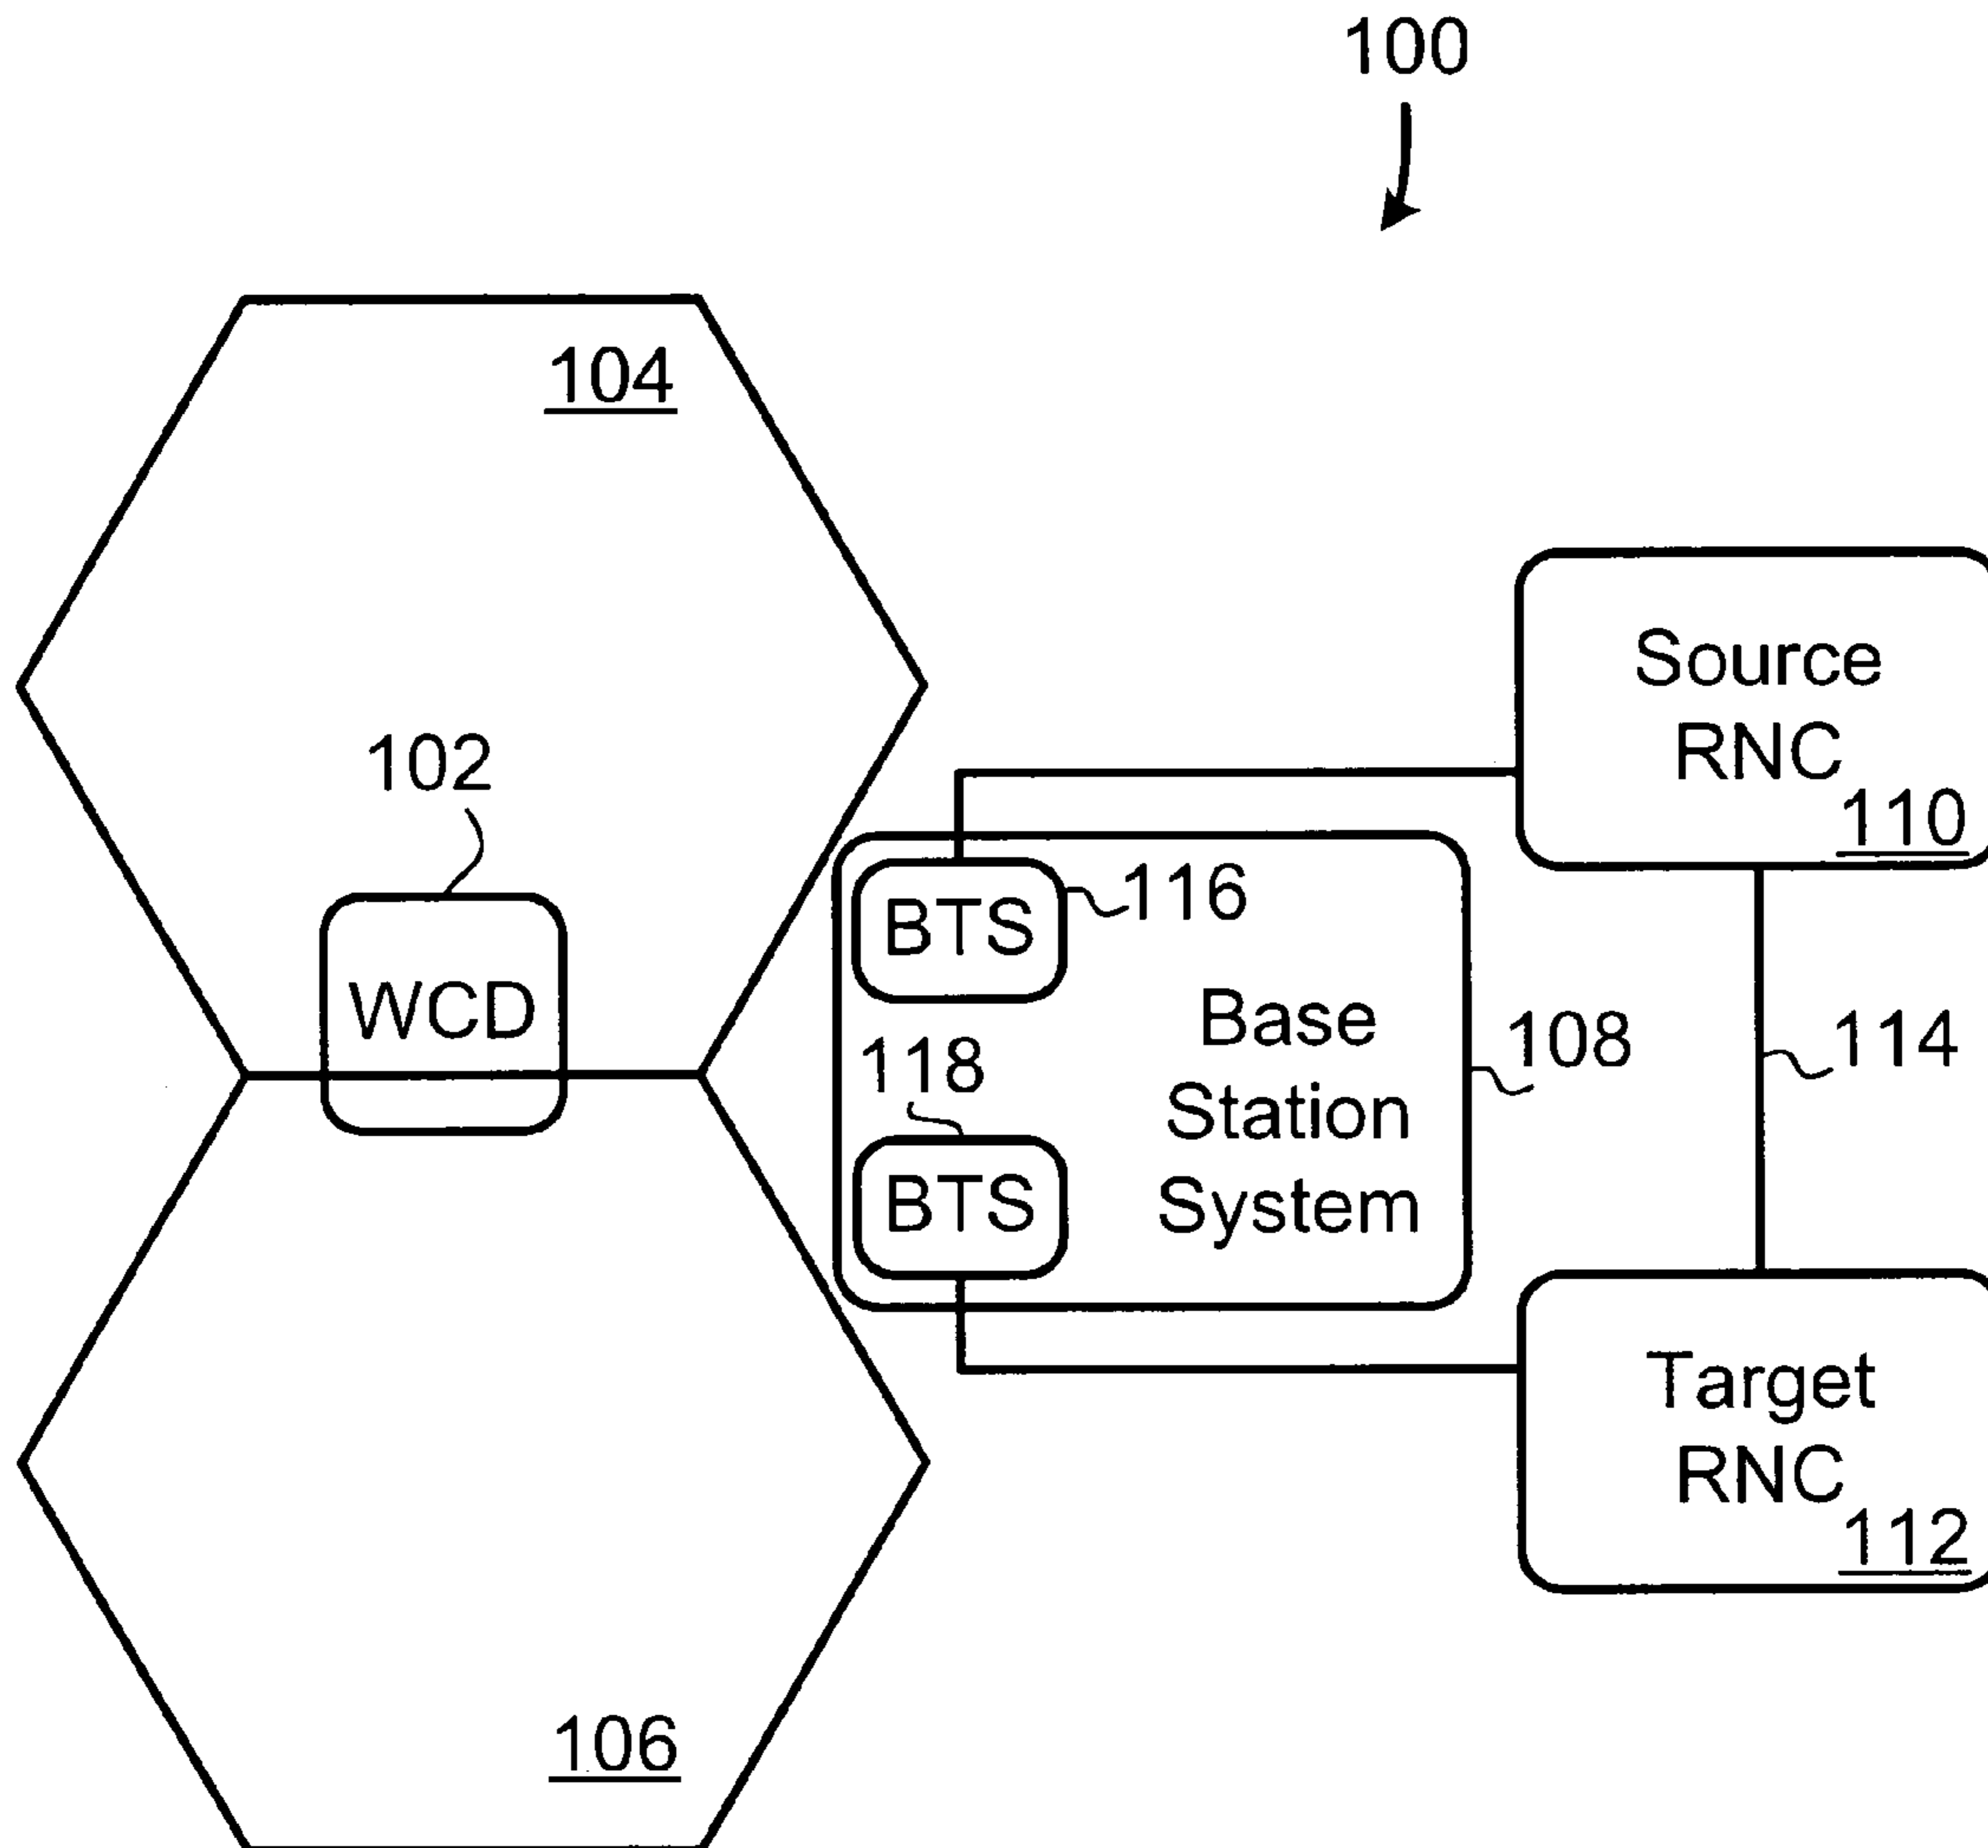 100
104
102
WCD
106
BTS
116
118
BTS
Base
Station
System
108
Source
RNC
110
114
Target
RNC
112